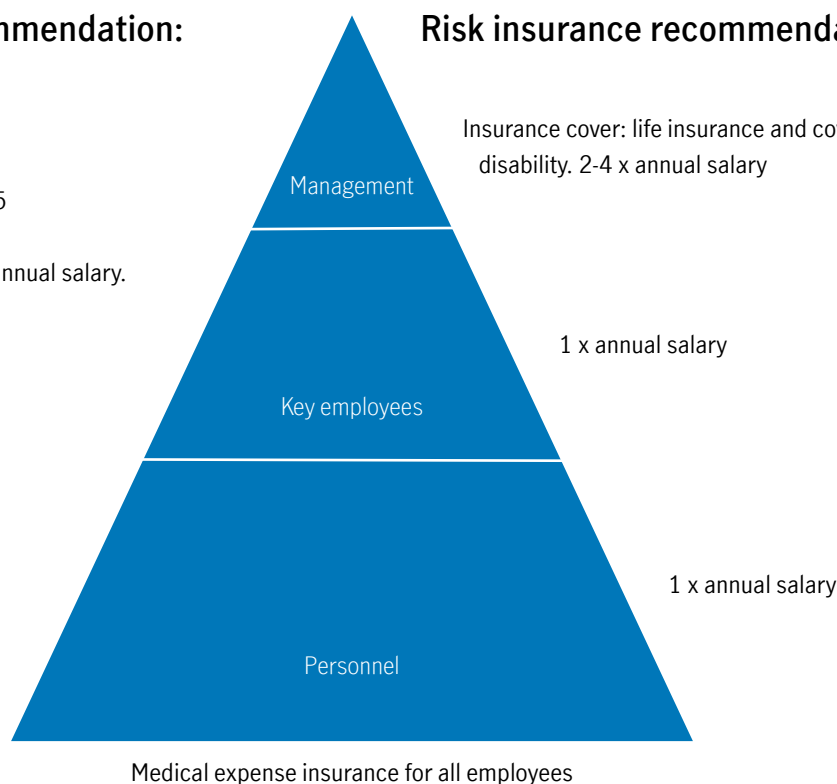 mmendation:
Risk insurance recommenda
Insurance cover: life insurance and co
disability. 2-4 x annual salary
Management
nnual salary.
1 x annual salary
Key employees
1 x annual salary
Personnel
Medical expense insurance for all employees